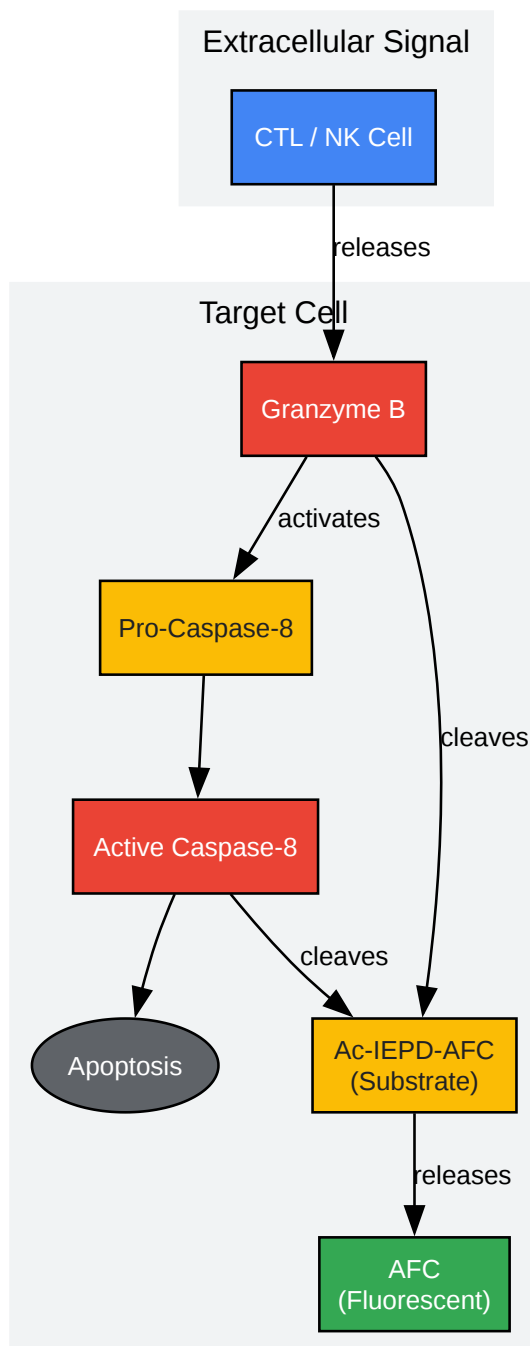 Extracellular Signal
CTL / NK Cell
releases
Target Cell
Granzyme B
activates
Pro-Caspase-8
cleaves
Active Caspase-8
cleaves
Apoptosis
Ac-IEPD-AFC
(Substrate)
releases
AFC
(Fluorescent)